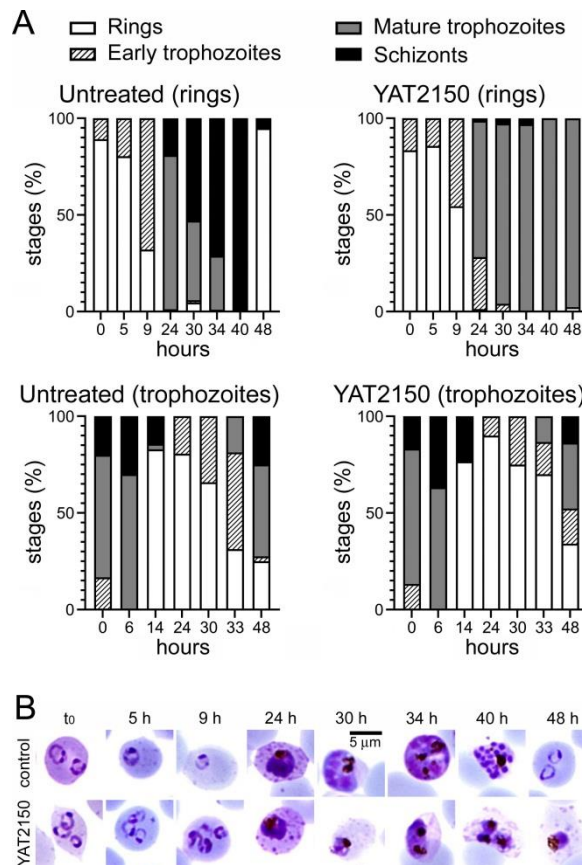 A
Rings
Early trophozoites
Mature trophozoites
Schizonts
Untreated (rings)
stages (%)
100
50
0
0 5 9 24 30 34 40 48
hours
YAT2150 (rings)
stages (%)
100
50
0
0 5 9 24 30 34 40 48
hours
Untreated (trophozoites)
stages (%)
100
50
0
0 6 14 24 30 33 48
hours
YAT2150 (trophozoites)
stages (%)
100
50
0
0 6 14 24 30 33 48
hours
B
t0 5 h 9 h 24 h 30 h 34 h 40 h 48 h
5 µm
control
YAT2150